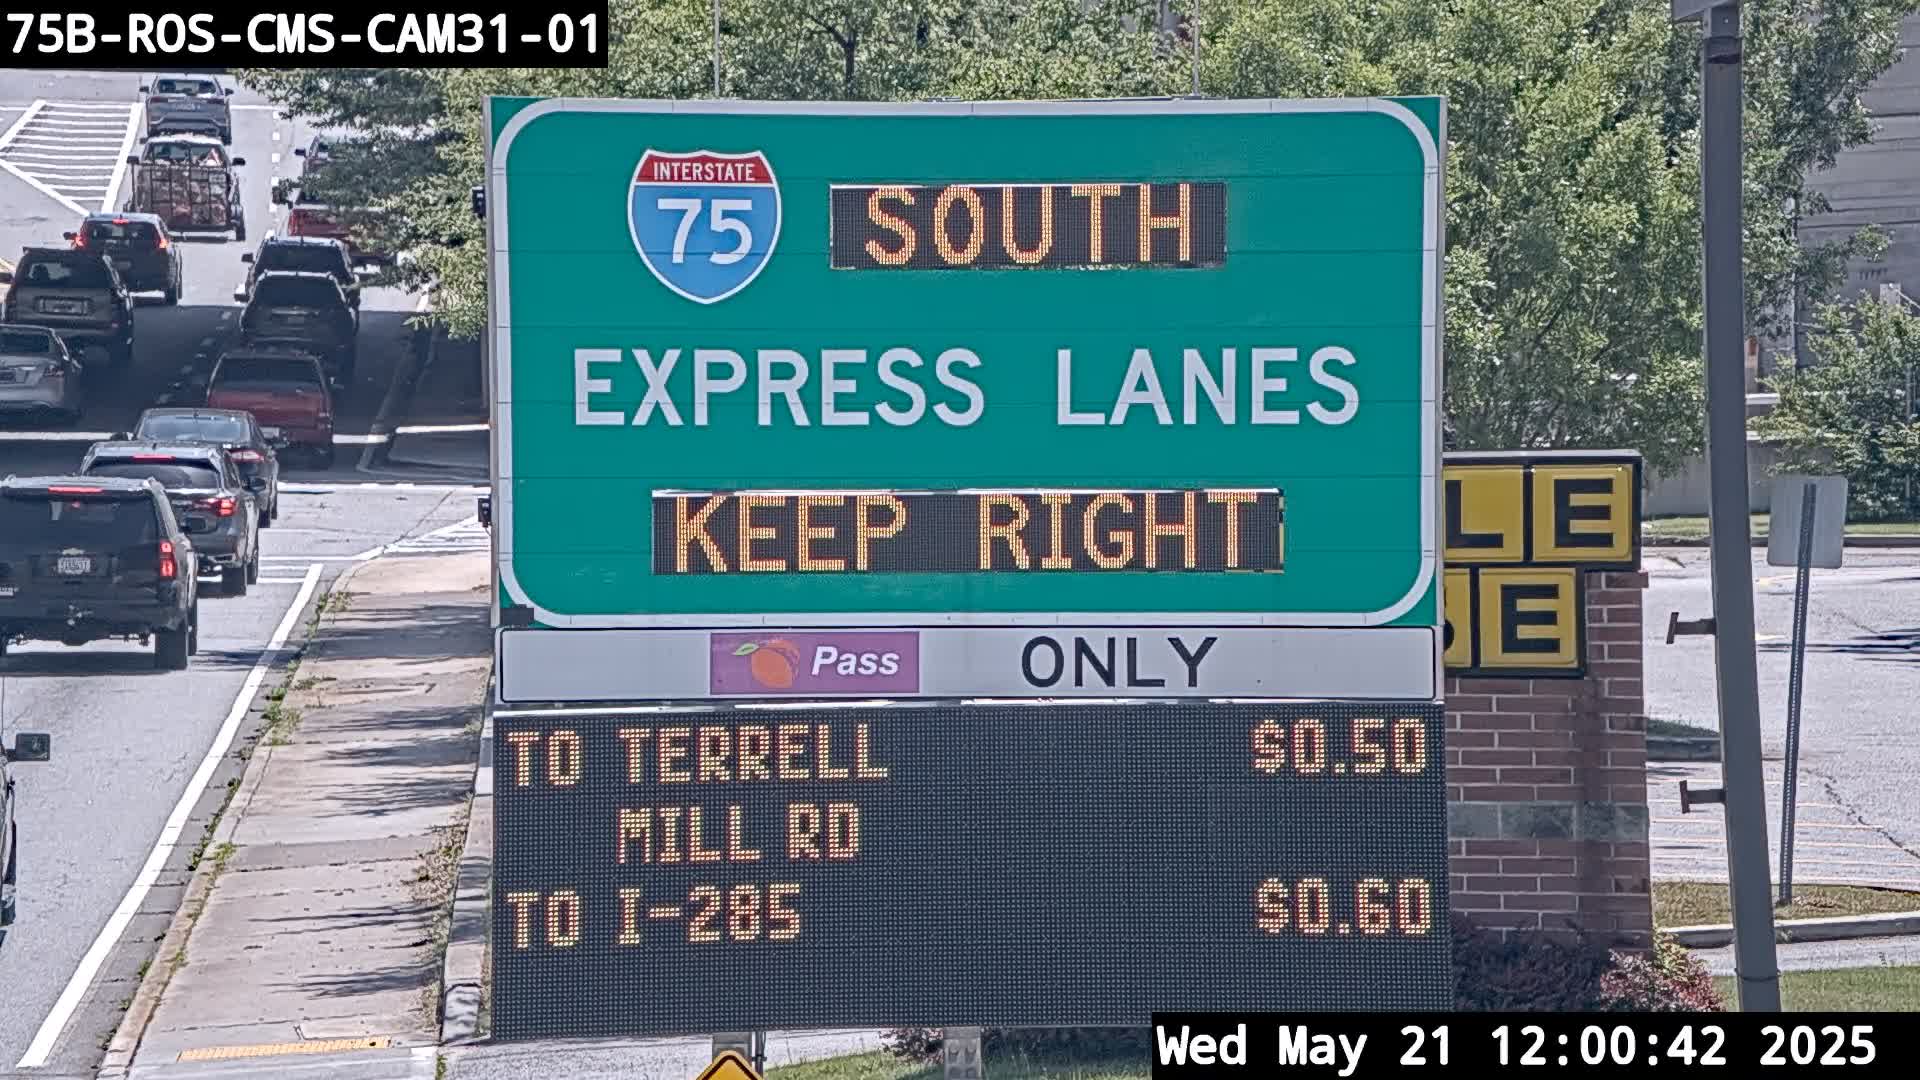 75B-ROS-CMS-CAM31-01
INTERSTATE
75
SOUTH
EXPRESS LANES
KEEP RIGHT
Pass ONLY
TO TERRELL $0.50
MILL RD
TO I-285 $0.60
LE
E
Wed May 21 12:00:42 2025